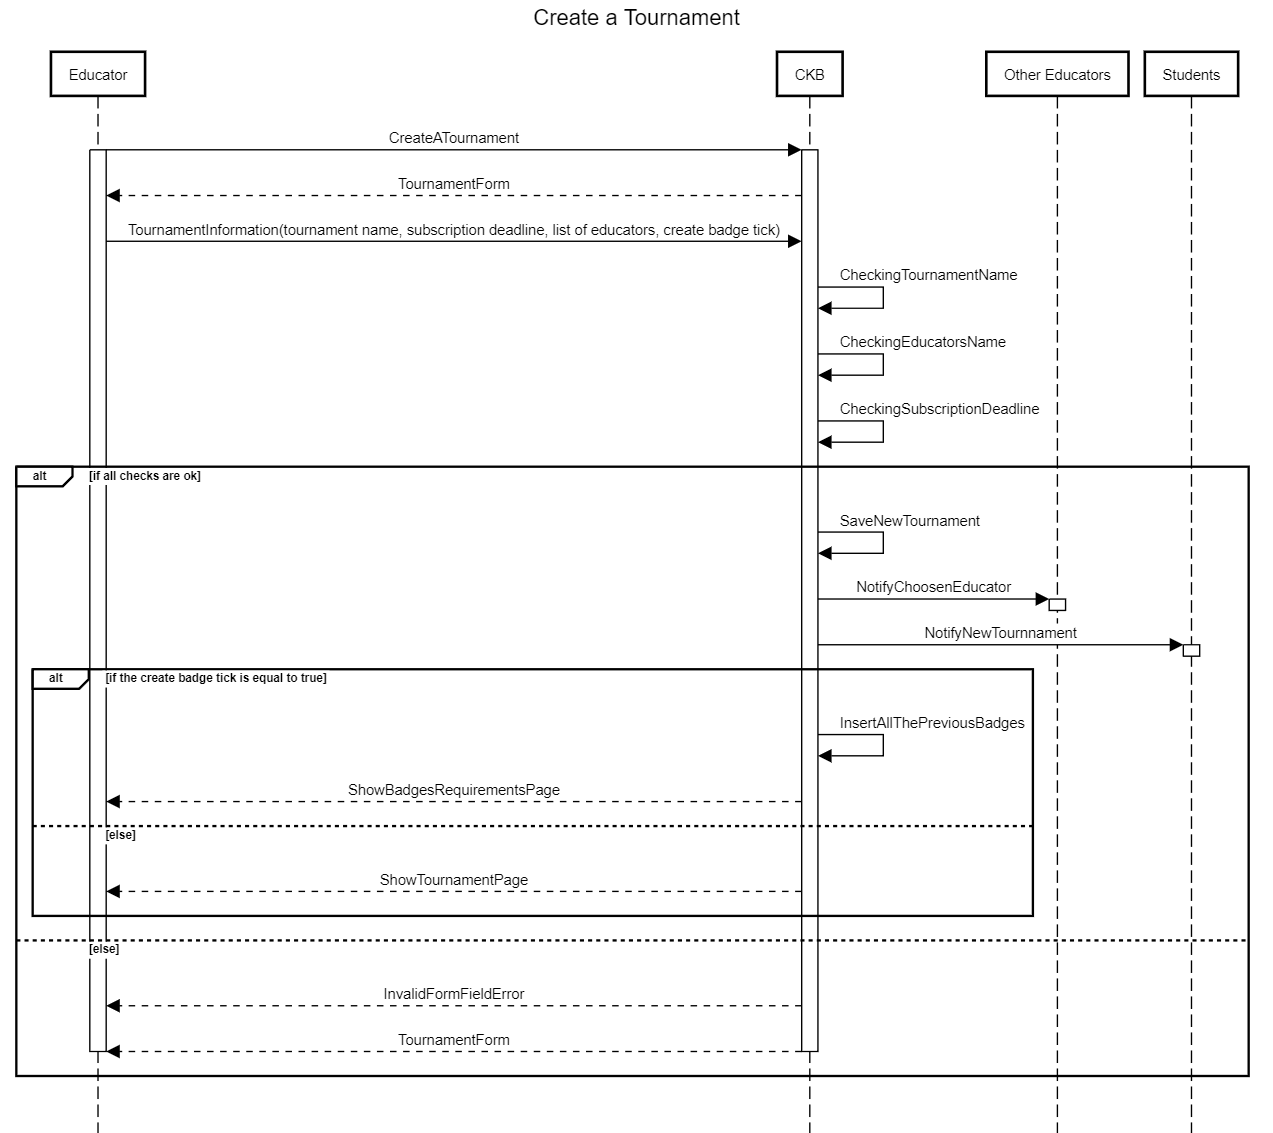 Create a Tournament
Educator
CKB
Other Educators
Students
CreateATournament
TournamentForm
TournamentInformation(tournament name, subscription deadline, list of educators, create badge tick)
CheckingTournamentName
CheckingEducatorsName
CheckingSubscriptionDeadline
alt
[if all checks are ok]
SaveNewTournament
NotifyChoosenEducator
NotifyNewTournnament
alt
[if the create badge tick is equal to true]
InsertAllThePreviousBadges
ShowBadgesRequirementsPage
[else]
ShowTournamentPage
[else]
InvalidFormFieldError
TournamentForm